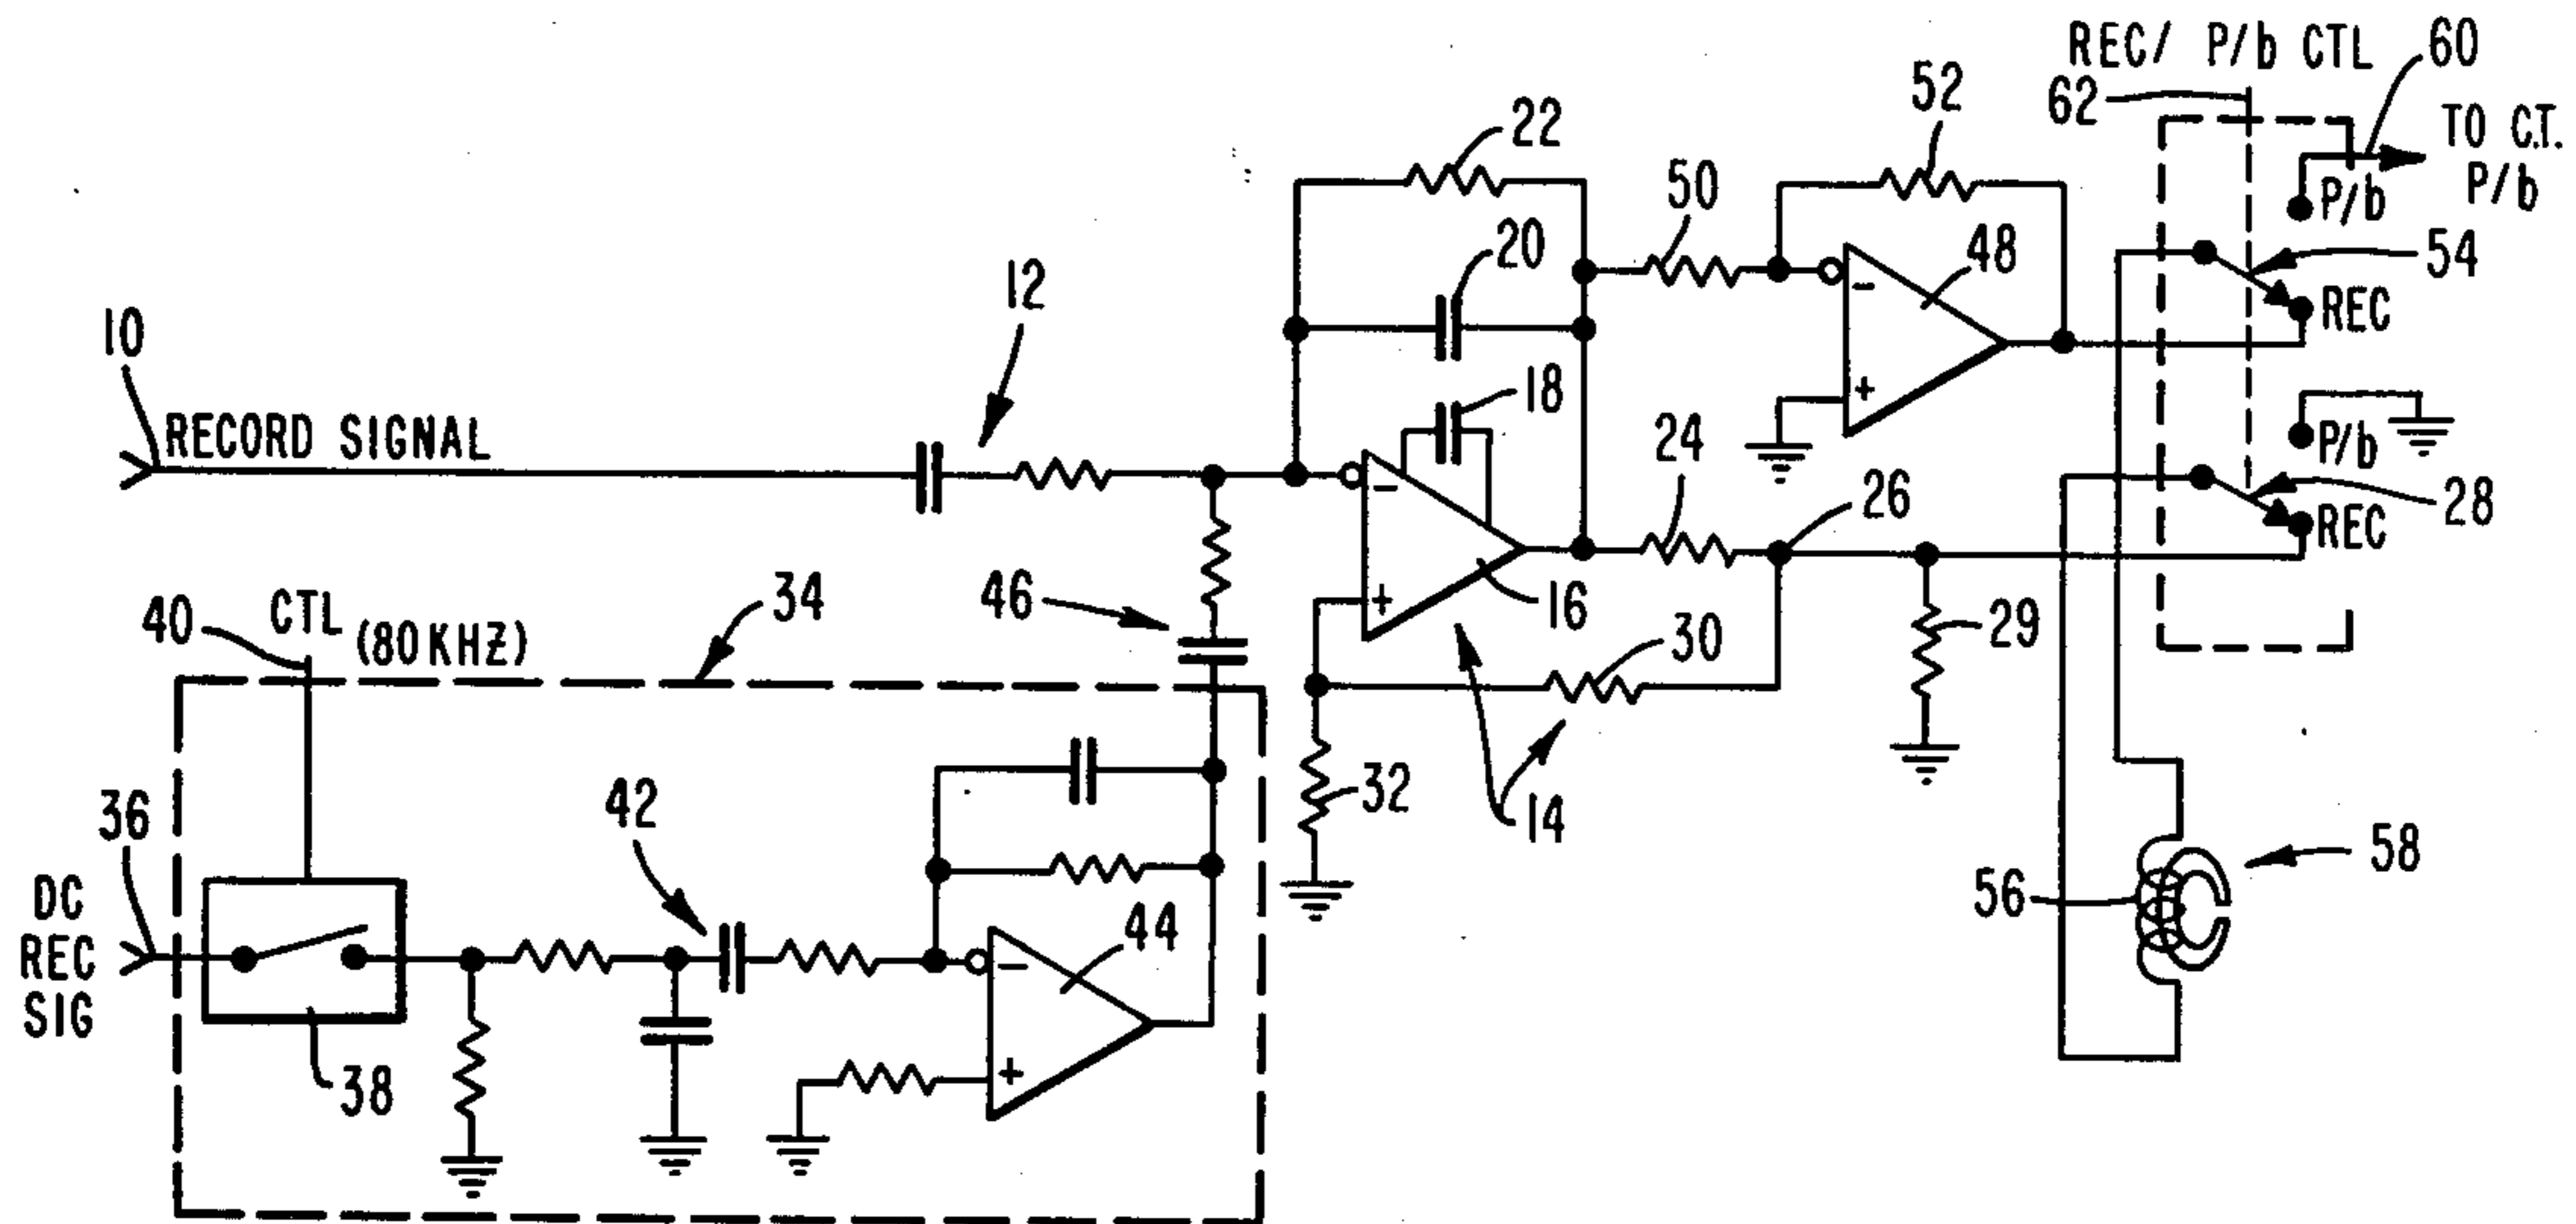 REC/ P/b CTL
60
62
TO C.T.
P/b
52
22
50
P/b
20
48
54
12
REC
10
18
RECORD SIGNAL
24
P/b
26
28
REC
40
CTL
(80 KHZ)
34
46
16
30
29
36
42
32
14
58
DC
REC
SIG
44
56
38
-
+
-
+
-
+